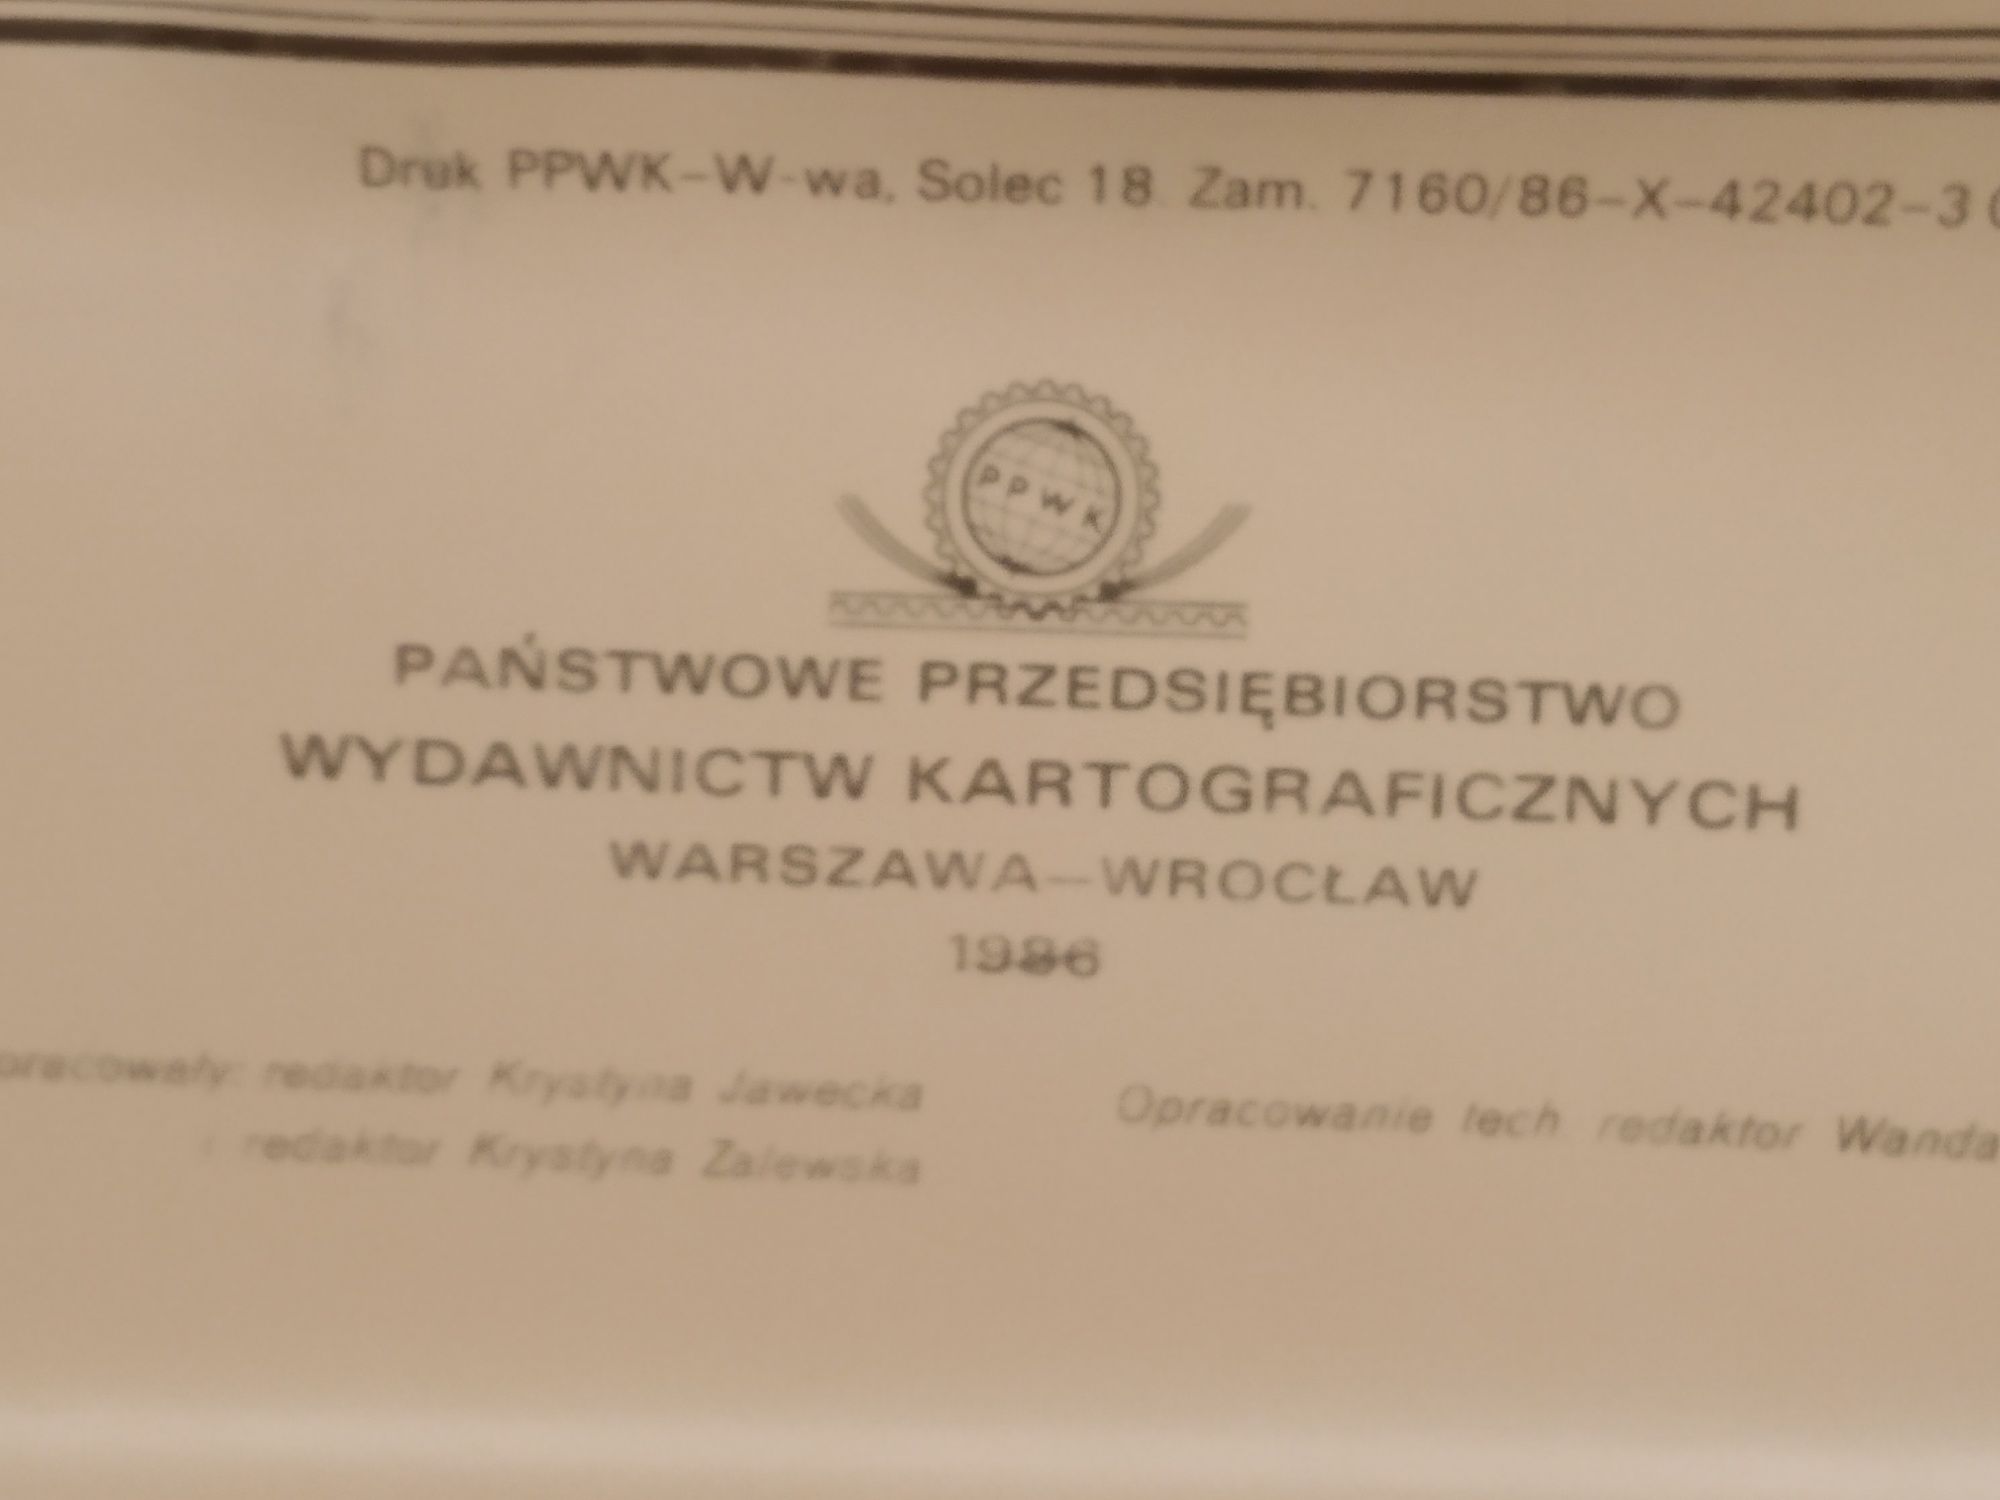 Druk PPWK–W-wa, Solec 18. Zam. 7160/86–X–42402–3
PPWK
PAŃSTWOWE PRZEDSIĘBIORSTWO
WYDAWNICTW KARTOGRAFICZNYCH
WARSZAWA—WROCŁAW
1986
pracowały: redaktor Krystyna Jawecka
i redaktor Krystyna Zalewska
Opracowanie tech. redaktor Wanda